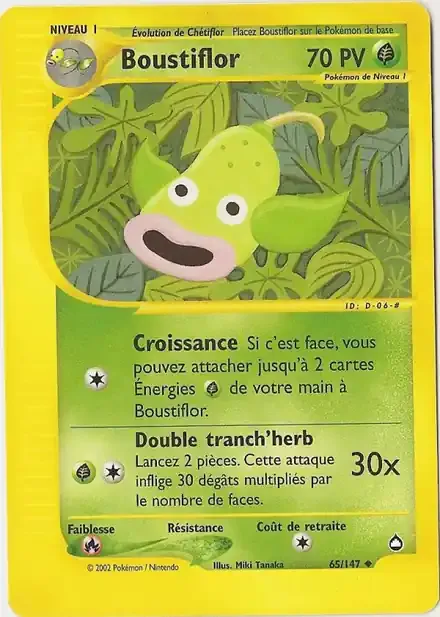 NIVEAU 1
Évolution de Chétiflor Placez Boustiflor sur le Pokémon de base
Boustiflor 70 PV
Pokémon de Niveau 1
ID: D-06-#
Croissance Si c'est face, vous
pouvez attacher jusqu'à 2 cartes
Énergies de votre main à
Boustiflor.
Double tranch'herb
Lancez 2 pièces. Cette attaque
inflige 30 dégâts multipliés par
le nombre de faces.
30x
Faiblesse Résistance Coût de retraite
© 2002 Pokémon / Nintendo Illus. Miki Tanaka 65/147